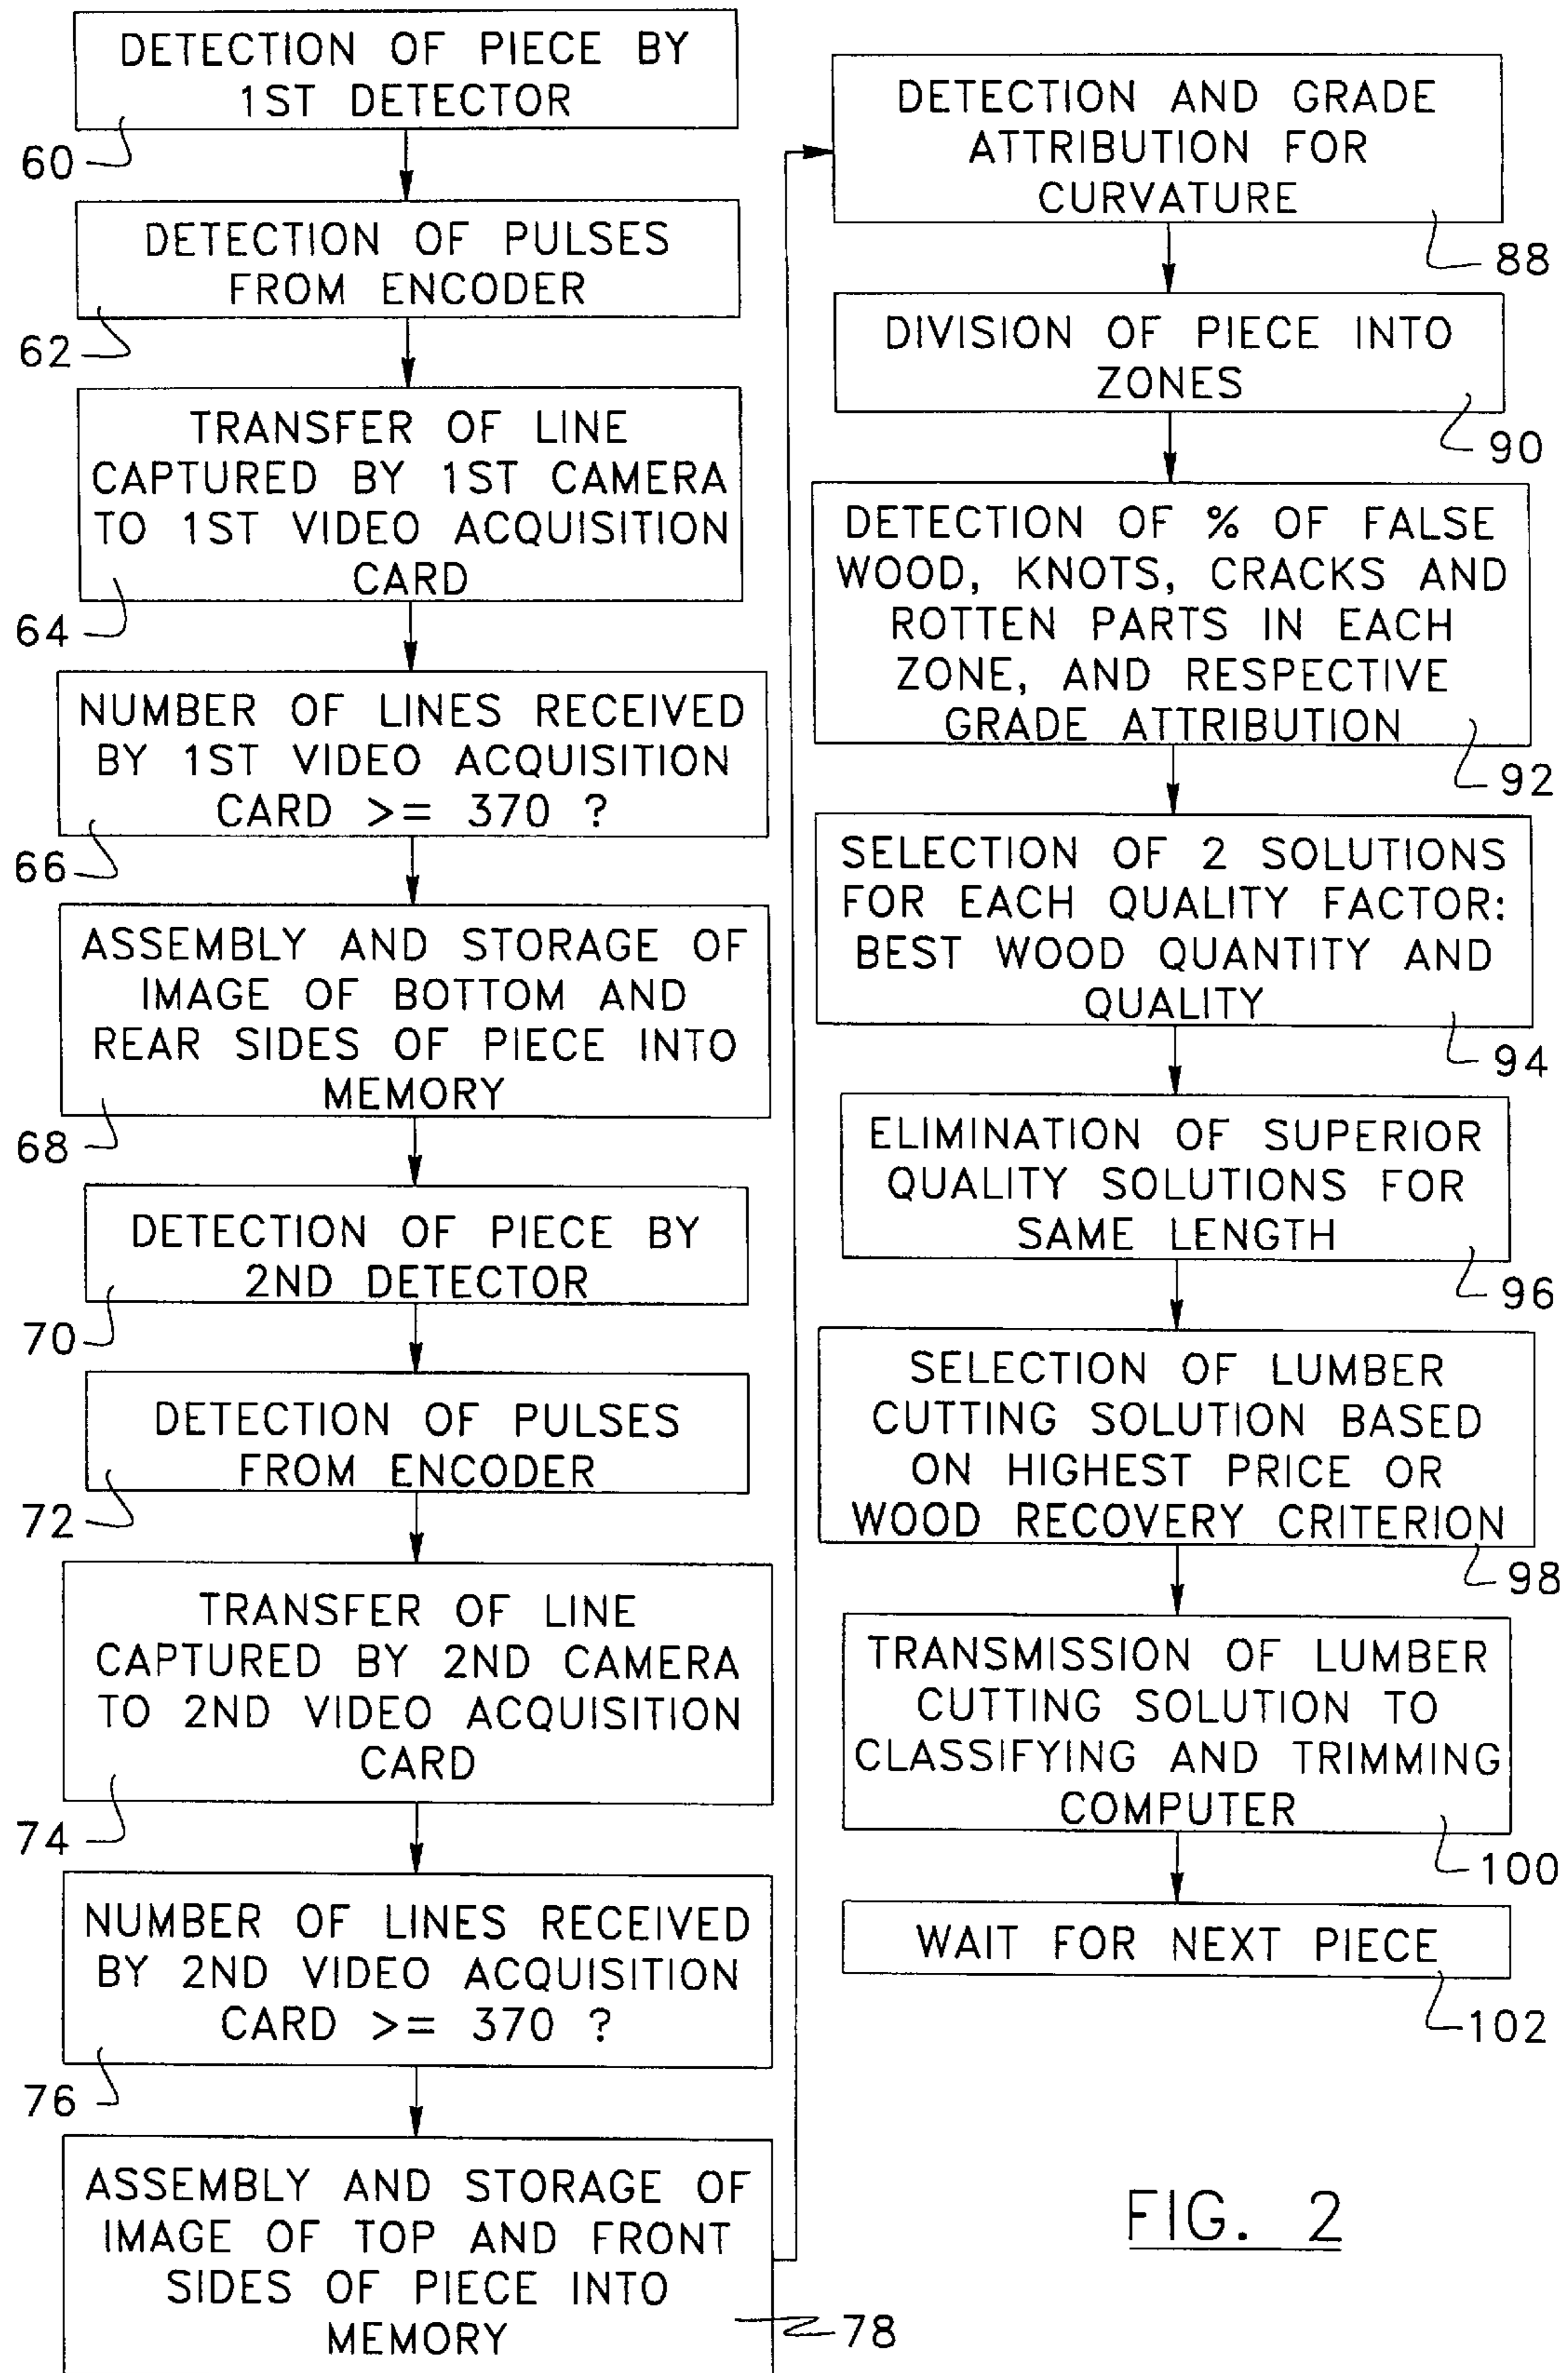 DETECTION OF PIECE BY
1ST DETECTOR
60
DETECTION OF PULSES
FROM ENCODER
62
TRANSFER OF LINE
CAPTURED BY 1ST CAMERA
TO 1ST VIDEO ACQUISITION
CARD
64
NUMBER OF LINES RECEIVED
BY 1ST VIDEO ACQUISITION
CARD >= 370 ?
66
ASSEMBLY AND STORAGE OF
IMAGE OF BOTTOM AND
REAR SIDES OF PIECE INTO
MEMORY
68
DETECTION OF PIECE BY
2ND DETECTOR
70
DETECTION OF PULSES
FROM ENCODER
72
TRANSFER OF LINE
CAPTURED BY 2ND CAMERA
TO 2ND VIDEO ACQUISITION
CARD
74
NUMBER OF LINES RECEIVED
BY 2ND VIDEO ACQUISITION
CARD >= 370 ?
76
ASSEMBLY AND STORAGE OF
IMAGE OF TOP AND FRONT
SIDES OF PIECE INTO
MEMORY
78
DETECTION AND GRADE
ATTRIBUTION FOR
CURVATURE
88
DIVISION OF PIECE INTO
ZONES
90
DETECTION OF % OF FALSE
WOOD, KNOTS, CRACKS AND
ROTTEN PARTS IN EACH
ZONE, AND RESPECTIVE
GRADE ATTRIBUTION
92
SELECTION OF 2 SOLUTIONS
FOR EACH QUALITY FACTOR:
BEST WOOD QUANTITY AND
QUALITY
94
ELIMINATION OF SUPERIOR
QUALITY SOLUTIONS FOR
SAME LENGTH
96
SELECTION OF LUMBER
CUTTING SOLUTION BASED
ON HIGHEST PRICE OR
WOOD RECOVERY CRITERION
98
TRANSMISSION OF LUMBER
CUTTING SOLUTION TO
CLASSIFYING AND TRIMMING
COMPUTER
100
WAIT FOR NEXT PIECE
102
FIG. 2